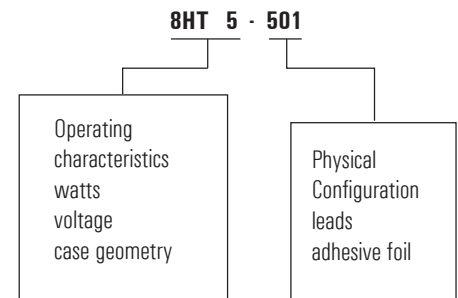 8HT 5 - 501
Operating
characteristics
watts
voltage
case geometry
Physical
Configuration
leads
adhesive foil